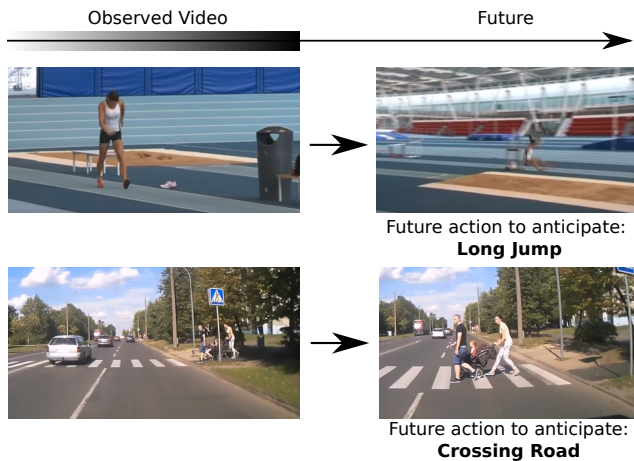 Observed Video
Future
Future action to anticipate:
Long Jump
Future action to anticipate:
Crossing Road